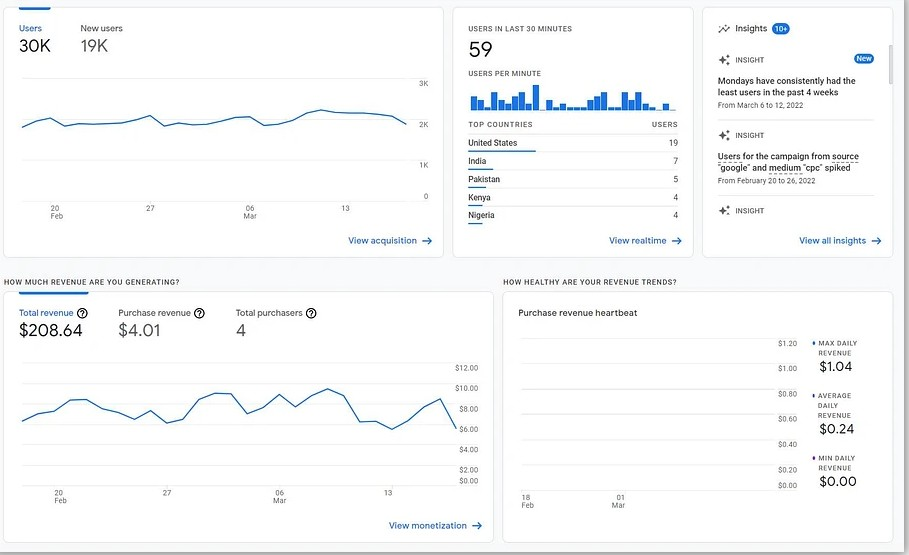 Users
30K
New users
19K
3K
2K
1K
0
20
Feb
27
06
Mar
13
View acquisition
USERS IN LAST 30 MINUTES
59
USERS PER MINUTE
TOP COUNTRIES USERS
United States 19
India 7
Pakistan 5
Kenya 4
Nigeria 4
View realtime
Insights 10+
INSIGHT New
Mondays have consistently had the
least users in the past 4 weeks
From March 6 to 12, 2022
INSIGHT
Users for the campaign from source
"google" and medium "cpc" spiked
From February 20 to 26, 2022
INSIGHT
View all insights
HOW MUCH REVENUE ARE YOU GENERATING?
Total revenue
$208.64
Purchase revenue
$4.01
Total purchasers
4
$12.00
$10.00
$8.00
$6.00
$4.00
$2.00
$0.00
20
Feb
27
06
Mar
13
View monetization
HOW HEALTHY ARE YOUR REVENUE TRENDS?
Purchase revenue heartbeat
$1.20
$1.00
$0.80
$0.60
$0.40
$0.20
$0.00
18
Feb
01
Mar
MAX DAILY
REVENUE
$1.04
AVERAGE
DAILY
REVENUE
$0.24
MIN DAILY
REVENUE
$0.00